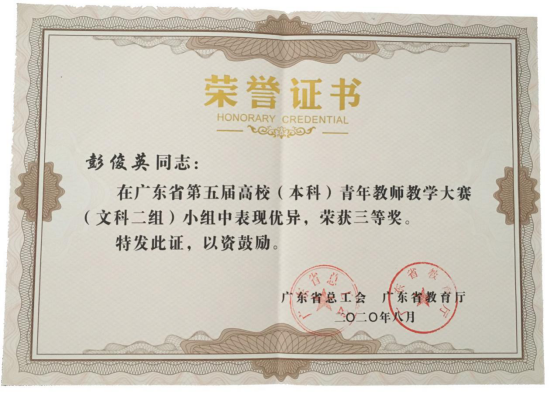 荣誉证书
HONORARY CREDENTIAL
彭俊英同志：
在广东省第五届高校（本科）青年教师教学大赛
（文科二组）小组中表现优异，荣获三等奖。
特发此证，以资鼓励。
广东省总工会 广东省教育厅
二〇二〇年八月